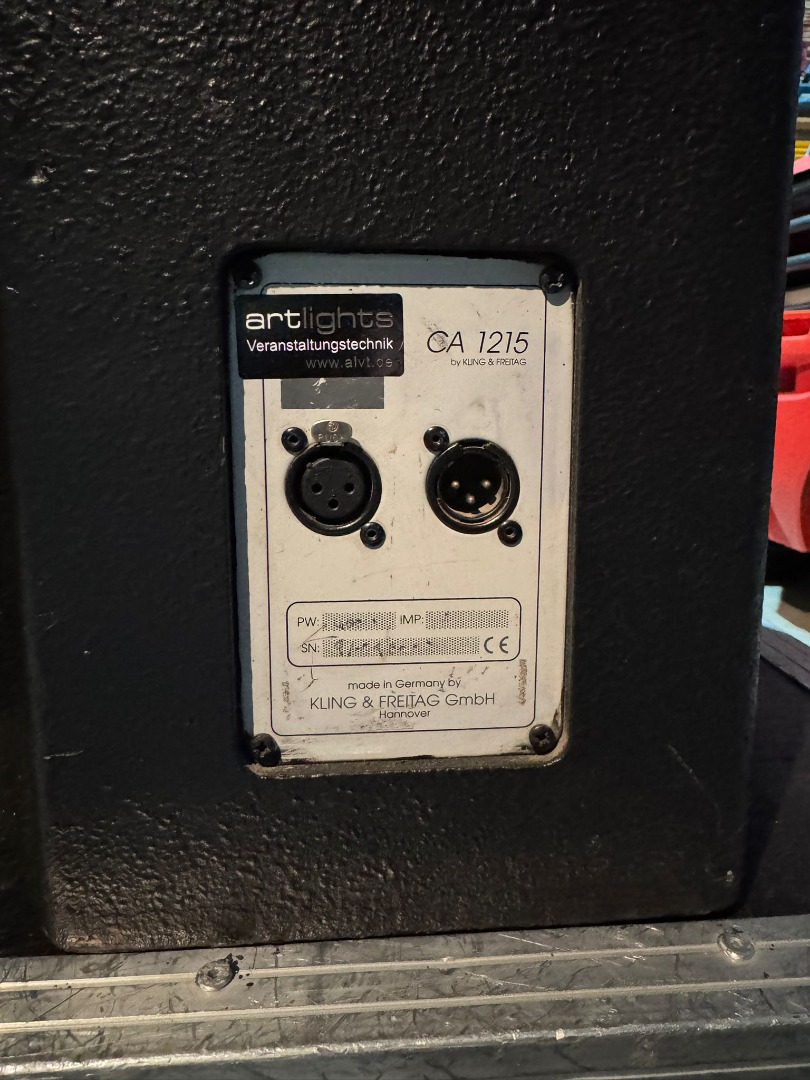 artlights
Veranstaltungstechnik
www.alvt.de
CA 1215
by KLING & FREITAG
PUSH
PW: IMP:
SN: CE
made in Germany by
KLING & FREITAG GmbH
Hannover